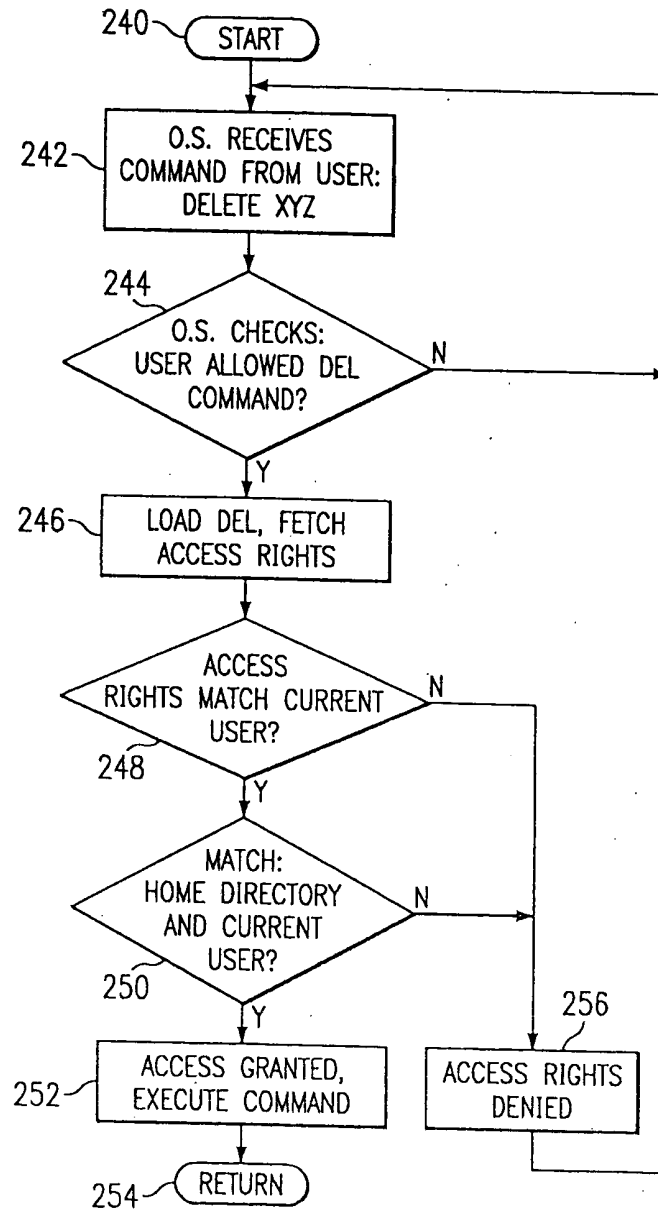 240
START
242
O.S. RECEIVES
COMMAND FROM USER:
DELETE XYZ
244
O.S. CHECKS:
USER ALLOWED DEL
COMMAND?
N
Y
246
LOAD DEL, FETCH
ACCESS RIGHTS
ACCESS
RIGHTS MATCH CURRENT
USER?
N
248
Y
MATCH:
HOME DIRECTORY
AND CURRENT
USER?
N
250
Y
256
252
ACCESS GRANTED,
EXECUTE COMMAND
ACCESS RIGHTS
DENIED
254
RETURN